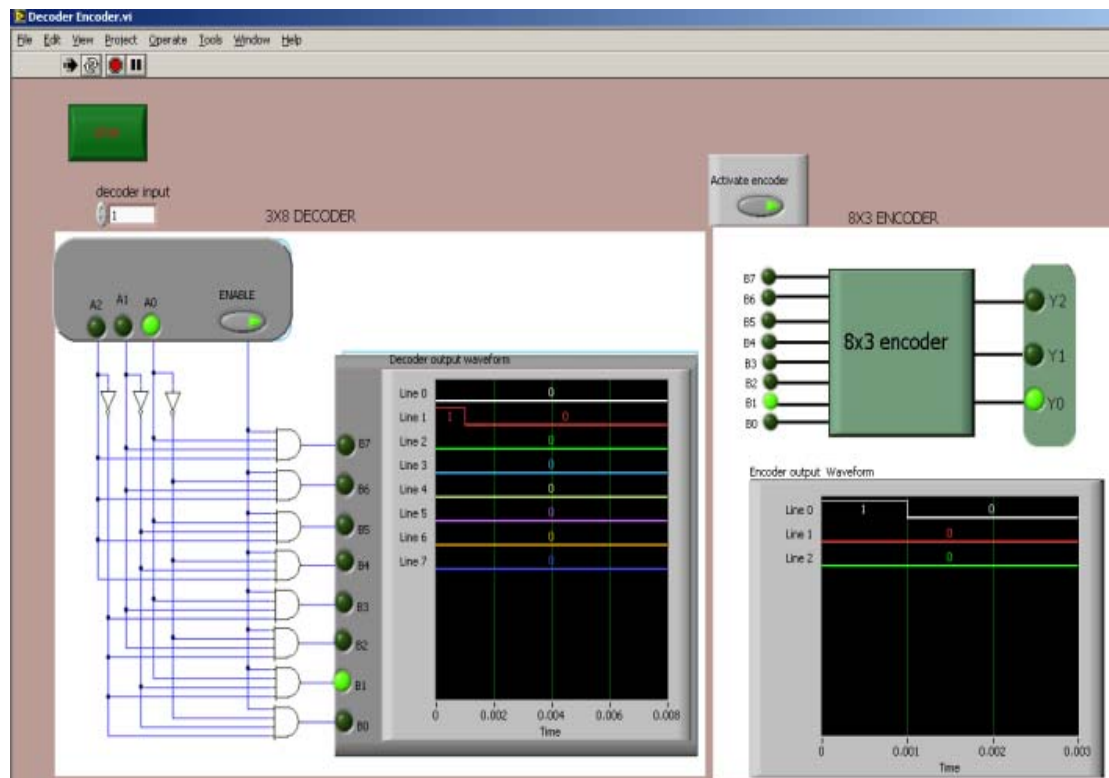 Decoder Encoder.vi
File Edit View Project Operate Tools Window Help
decoder input
1
3X8 DECODER
A2 A1 A0 ENABLE
Decoder output waveform
Line 0 0
Line 1 1 0
Line 2 0
Line 3 0
Line 4 0
Line 5 0
Line 6 0
Line 7 0
B7
B6
B5
B4
B3
B2
B1
B0
0 0.002 0.004 0.006 0.008
Time
Activate encoder
8X3 ENCODER
B7
B6
B5
B4
B3
B2
B1
B0
8x3 encoder
Y2
Y1
Y0
Encoder output Waveform
Line 0 1 0
Line 1 0
Line 2 0
0 0.001 0.002 0.003
Time